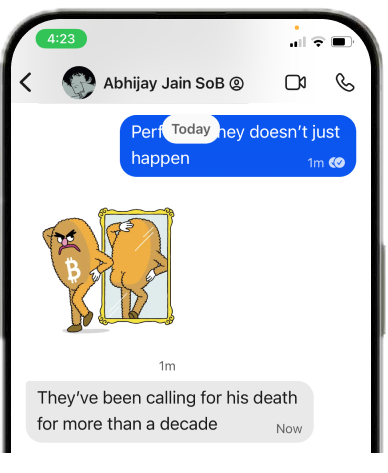 4:23
Abhijay Jain SoB
Today
Perf ney doesn't just
happen
1m
₿
1m
They've been calling for his death
for more than a decade
Now